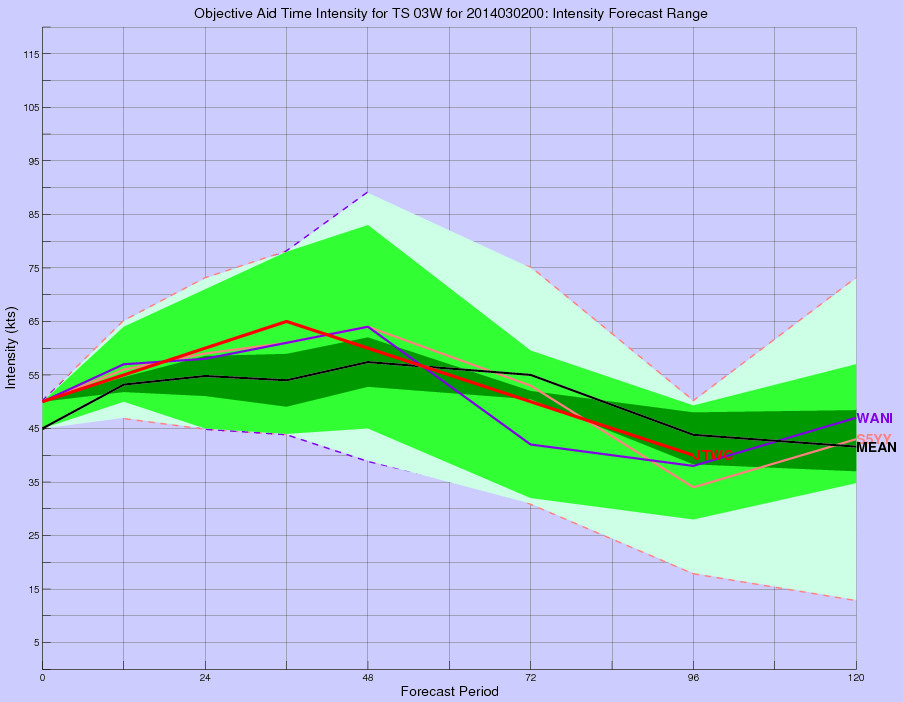 Objective Aid Time Intensity for TS 03W for 2014030200: Intensity Forecast Range
115
105
95
85
75
65
55
45
35
25
15
5
Intensity (kts)
WANI
S5YY
MEAN
JTWC
0
24
48
72
96
120
Forecast Period